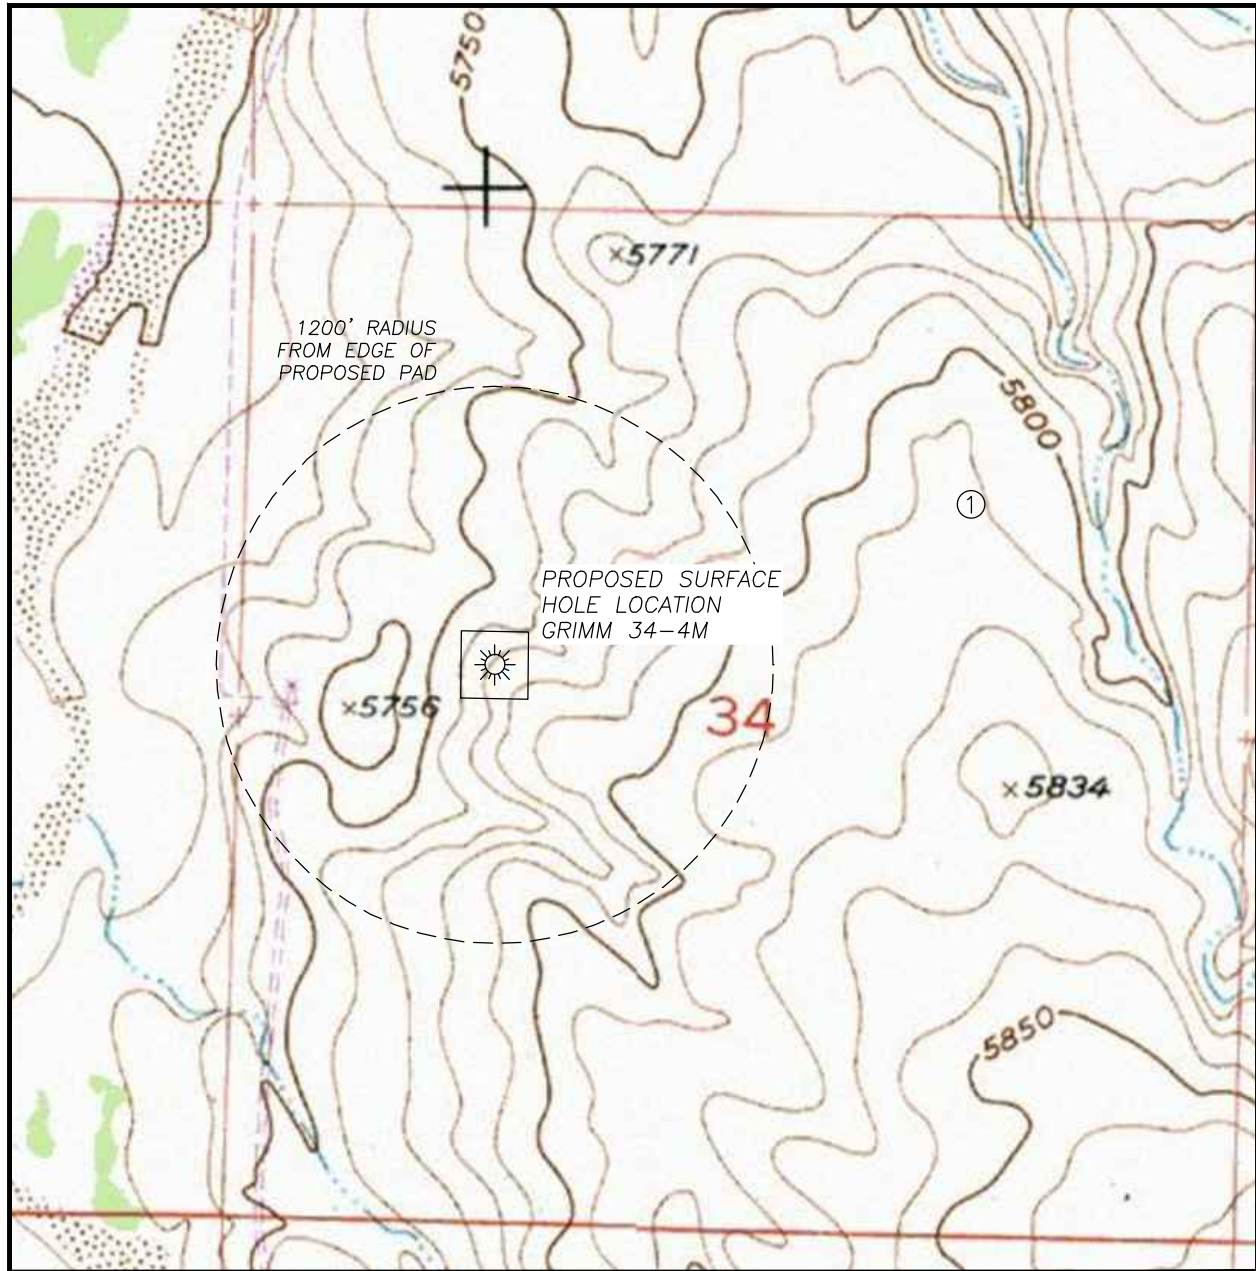 5750
5771
1200' RADIUS
FROM EDGE OF
PROPOSED PAD
5800
1
PROPOSED SURFACE
HOLE LOCATION
GRIMM 34-4M
5756
34
5834
5850